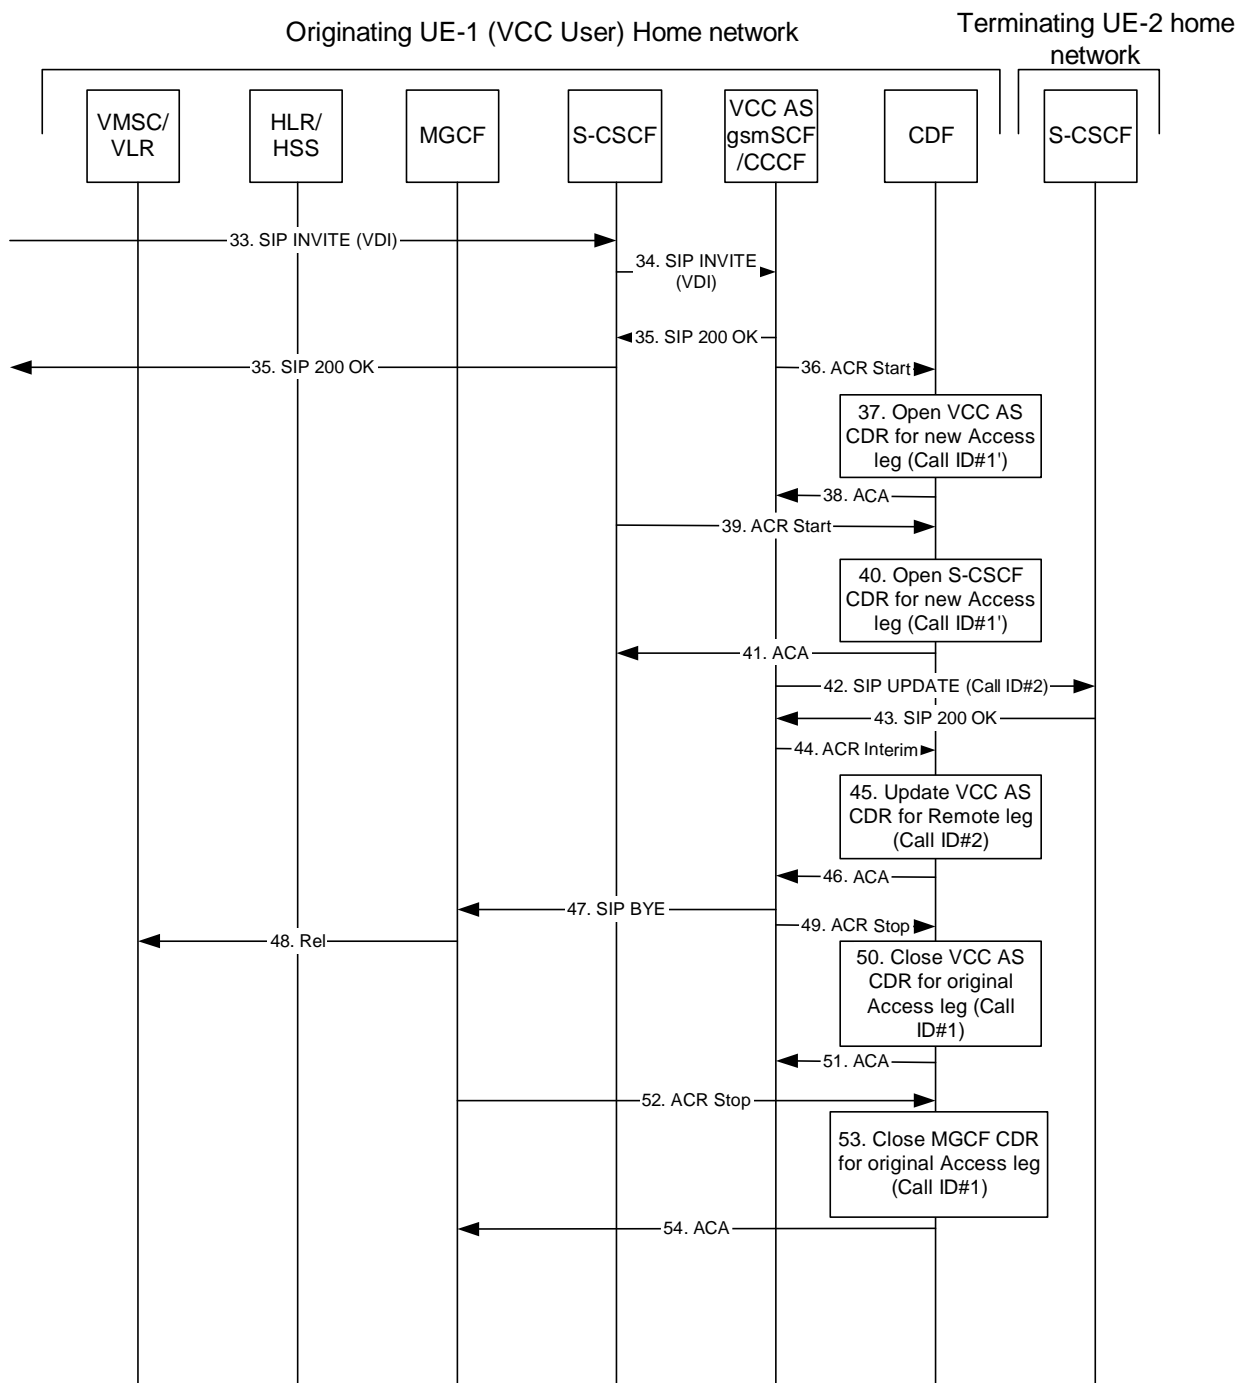 Originating UE-1 (VCC User) Home network
Terminating UE-2 home
network
VMSC/
VLR
HLR/
HSS
MGCF
S-CSCF
VCC AS
gsmSCF
/CCCF
CDF
S-CSCF
33. SIP INVITE (VDI)
34. SIP INVITE
(VDI)
35. SIP 200 OK
35. SIP 200 OK
36. ACR Start
37. Open VCC AS
CDR for new Access
leg (Call ID#1')
38. ACA
39. ACR Start
40. Open S-CSCF
CDR for new Access
leg (Call ID#1')
41. ACA
42. SIP UPDATE (Call ID#2)
43. SIP 200 OK
44. ACR Interim
45. Update VCC AS
CDR for Remote leg
(Call ID#2)
46. ACA
47. SIP BYE
49. ACR Stop
48. Rel
50. Close VCC AS
CDR for original
Access leg (Call
ID#1)
51. ACA
52. ACR Stop
53. Close MGCF CDR
for original Access leg
(Call ID#1)
54. ACA